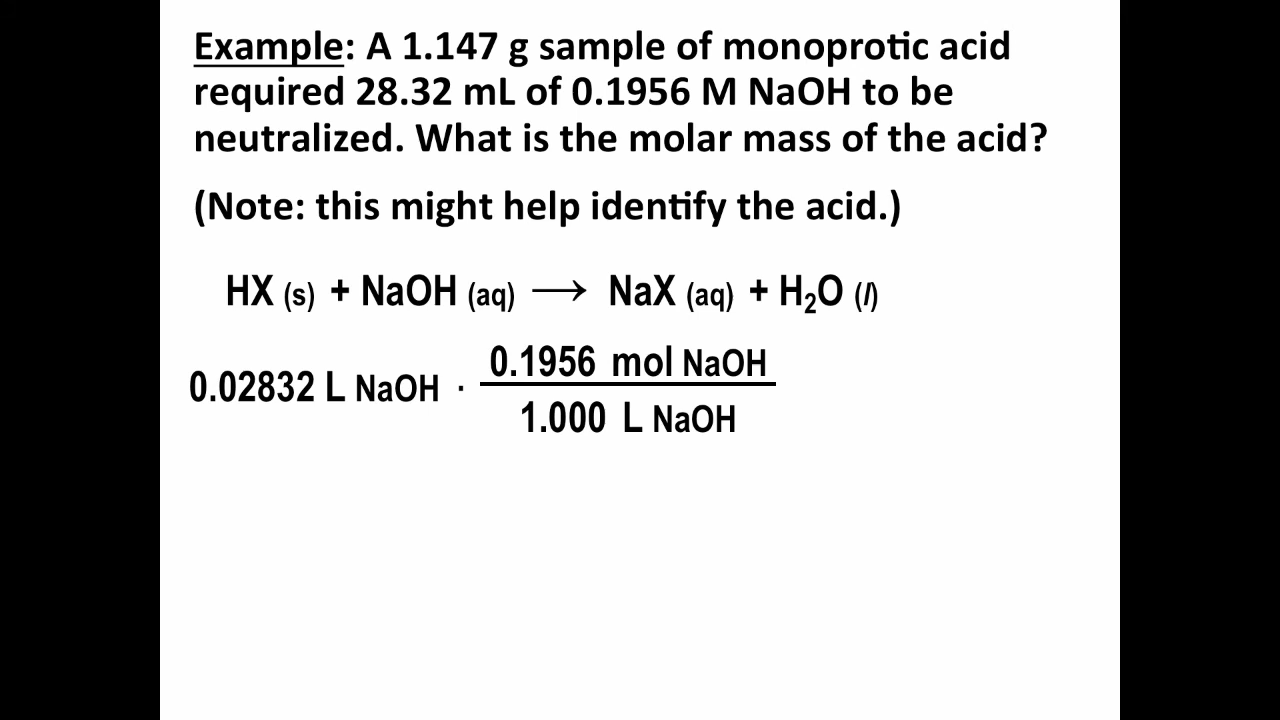 Example: A 1.147 g sample of monoprotic acid
required 28.32 mL of 0.1956 M NaOH to be
neutralized. What is the molar mass of the acid?
(Note: this might help identify the acid.)
HX (s) + NaOH (aq) ⟶ NaX (aq) + H₂O (l)
0.1956 mol NaOH
0.02832 L NaOH ·
1.000 L NaOH